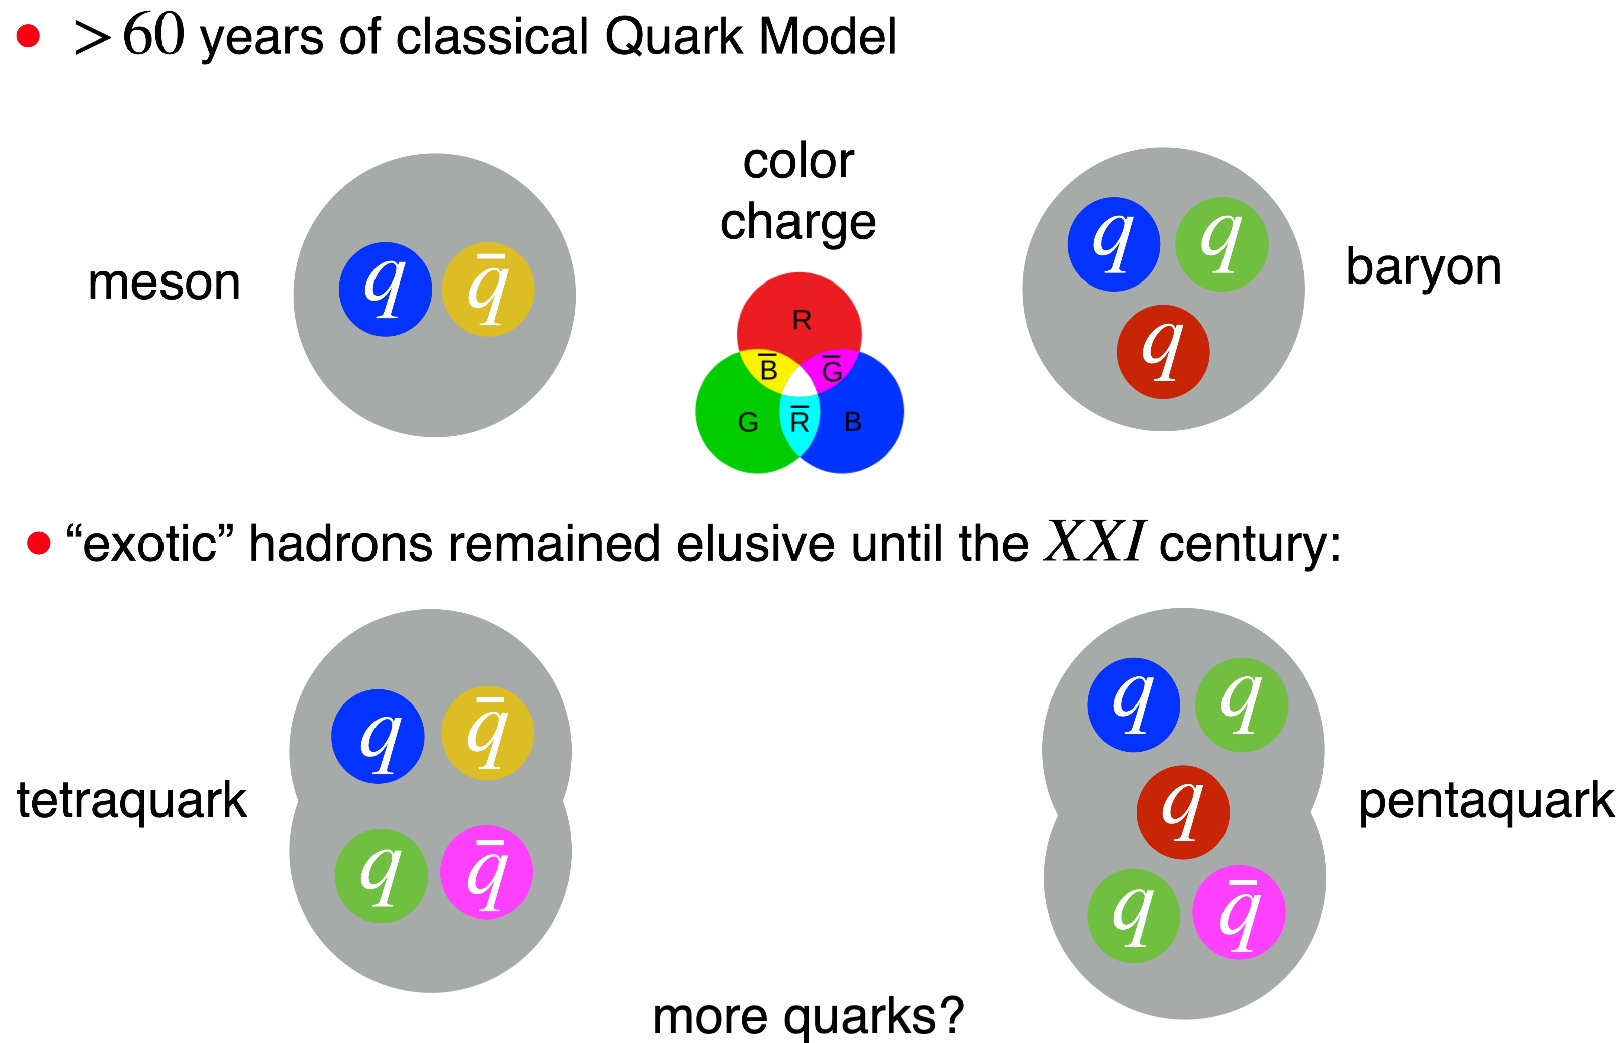 • > 60 years of classical Quark Model
color
charge
meson
q q̄
R
B̄ Ḡ
G R̄ B
q q
q
baryon
• “exotic” hadrons remained elusive until the XXI century:
tetraquark
q q̄
q q̄
q q
q
q q̄
pentaquark
more quarks?